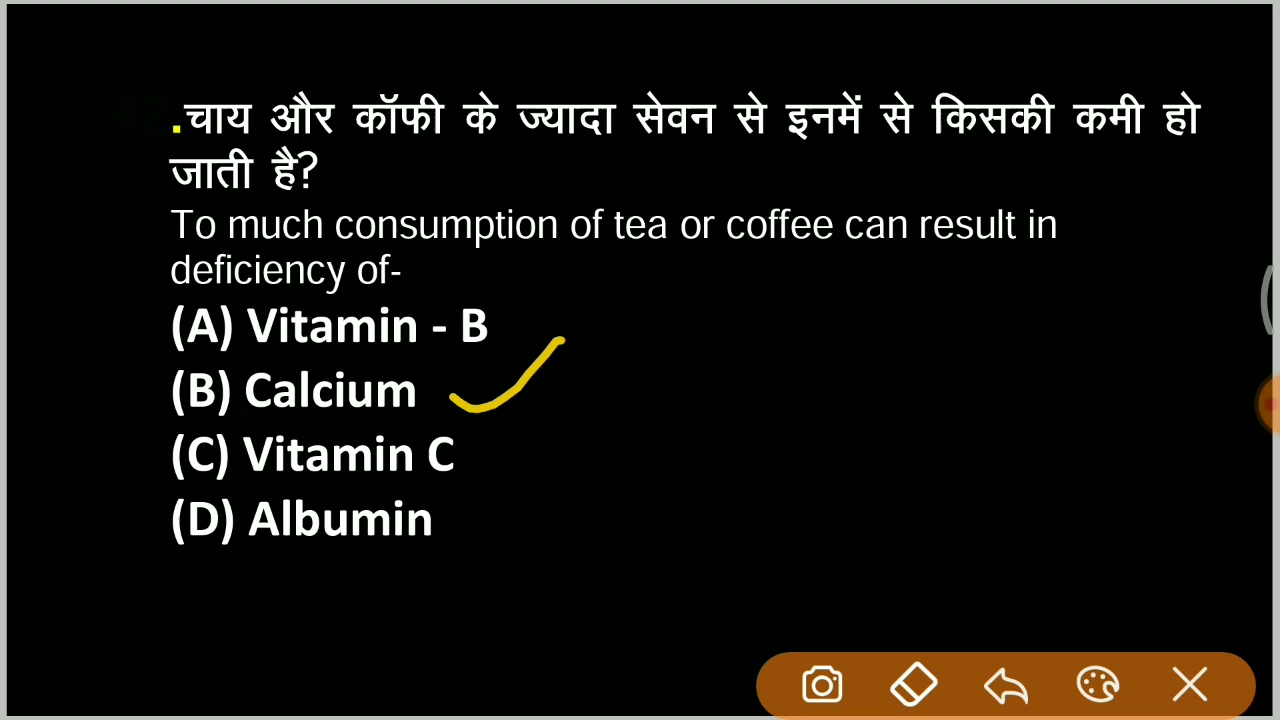 .चाय और कॉफी के ज्यादा सेवन से इनमें से किसकी कमी हो
जाती है?
To much consumption of tea or coffee can result in
deficiency of-
(A) Vitamin - B
(B) Calcium
(C) Vitamin C
(D) Albumin